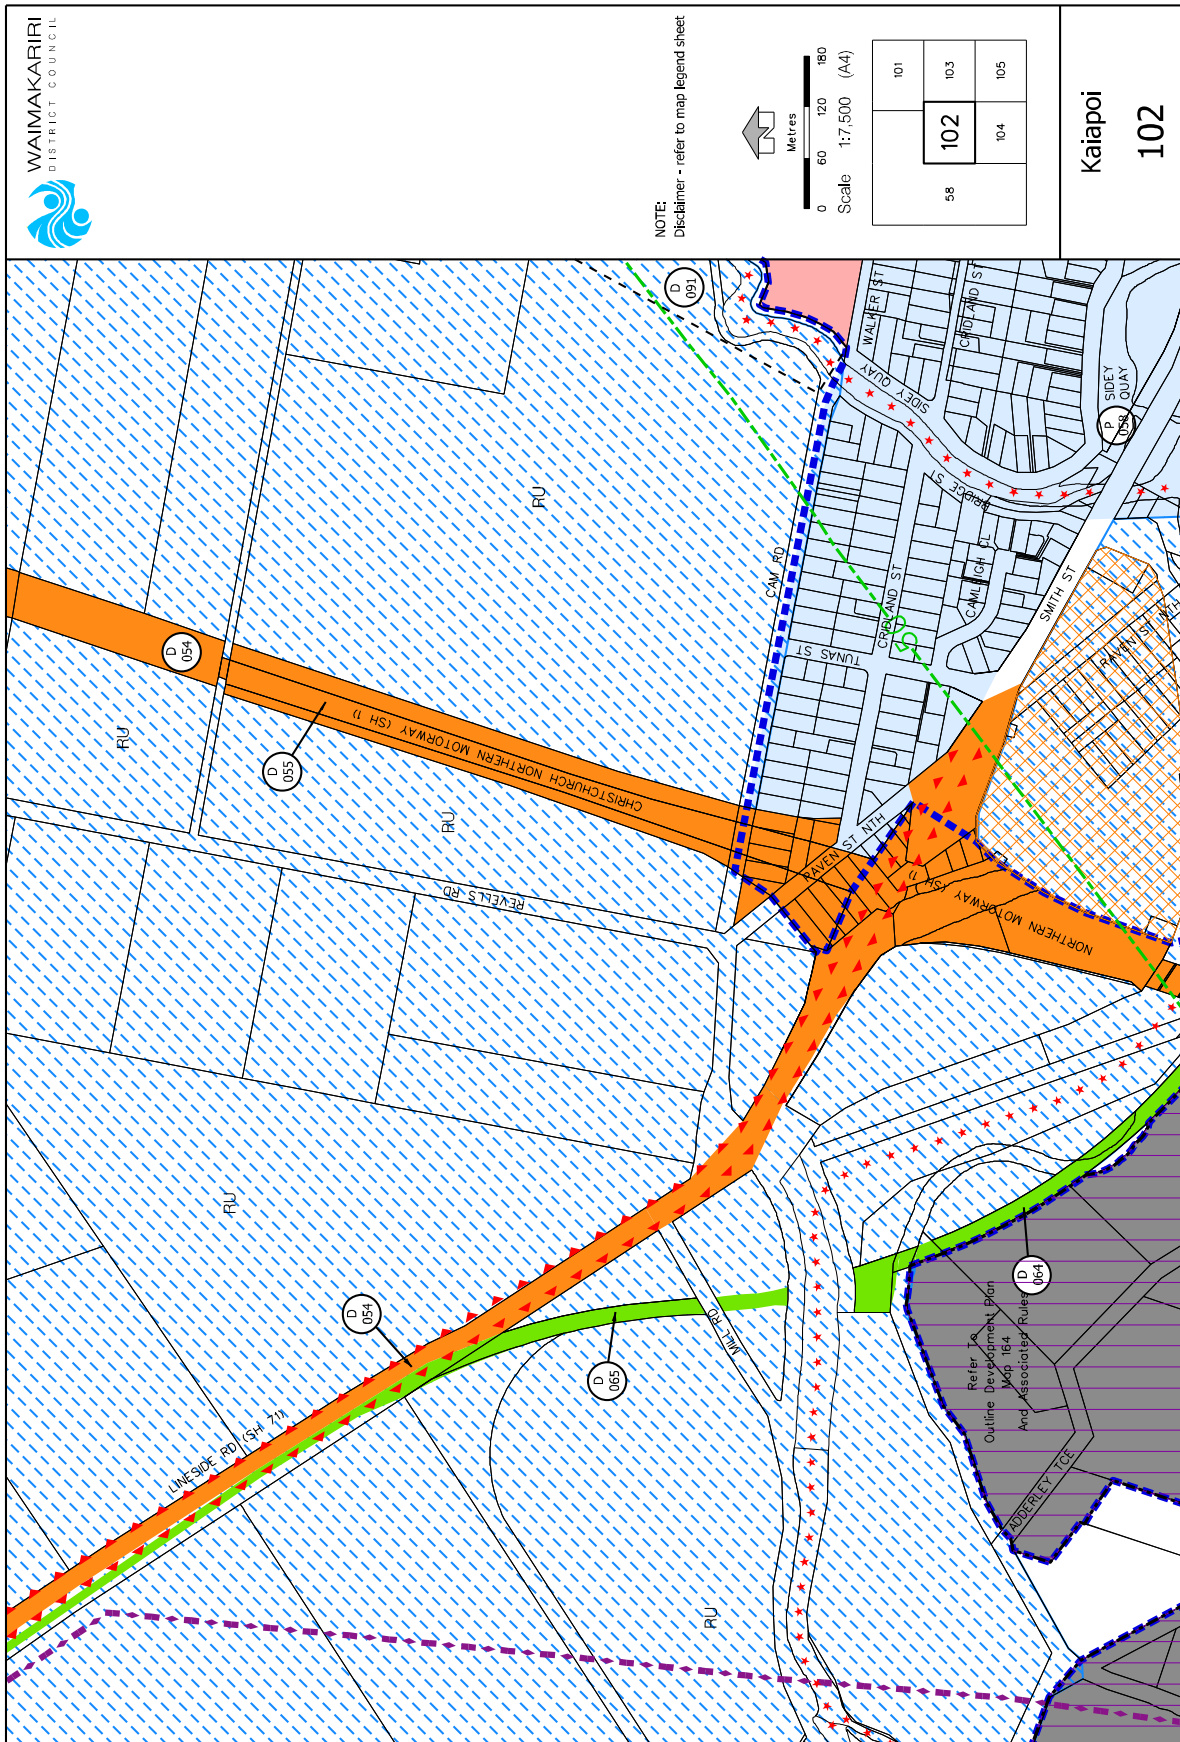 WAIMAKARIRI
DISTRICT COUNCIL
NOTE:
Disclaimer - refer to map legend sheet
Metres
0 60 120 180
Scale 1:7,500 (A4)
101
103
105
102
104
58
Kaiapoi
102
D
091
WALKER ST
CRIDLAND ST
SIDEY QUAY
SIDEY
QUAY
P
058
BRIDGE ST
RU
CAM RD
CRIDLAND ST
CAMLEIGH CL
TUNAS ST
SMITH ST
RAVEN ST NTH
D
054
D
055
RU
CHRISTCHURCH NORTHERN MOTORWAY (SH 1)
RU
RAVEN ST NTH
NORTHERN MOTORWAY (SH 1)
REVELLS RD
RU
D
054
D
065
MILL RD
LINESIDE RD (SH 71)
D
064
Refer To
Outline Development Plan
Map 164
And Associated Rules
ADDERLEY TCE
RU